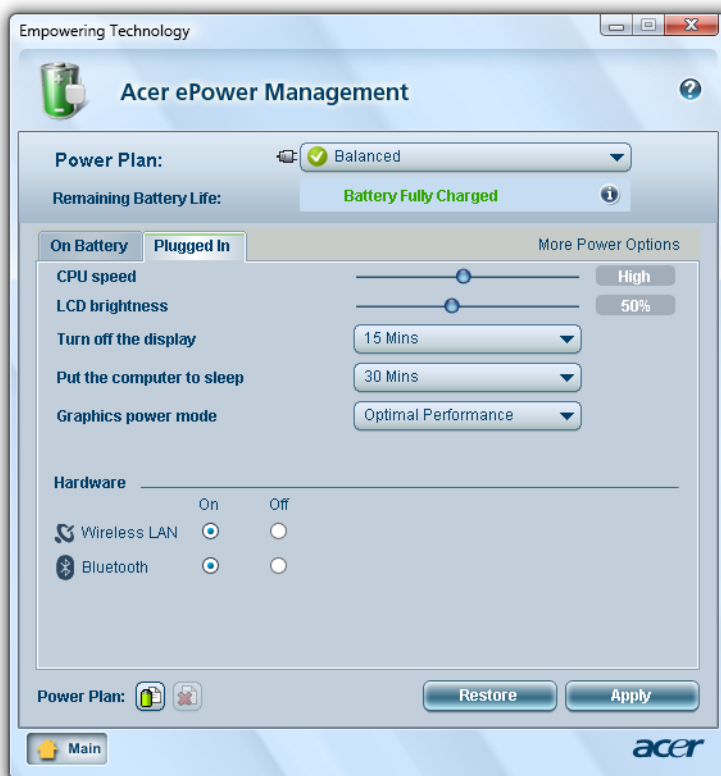 Empowering Technology
Acer ePower Management
Power Plan: Balanced
Remaining Battery Life: Battery Fully Charged
On Battery Plugged In More Power Options
CPU speed High
LCD brightness 50%
Turn off the display 15 Mins
Put the computer to sleep 30 Mins
Graphics power mode Optimal Performance
Hardware
On Off
Wireless LAN
Bluetooth
Power Plan: Restore Apply
Main acer